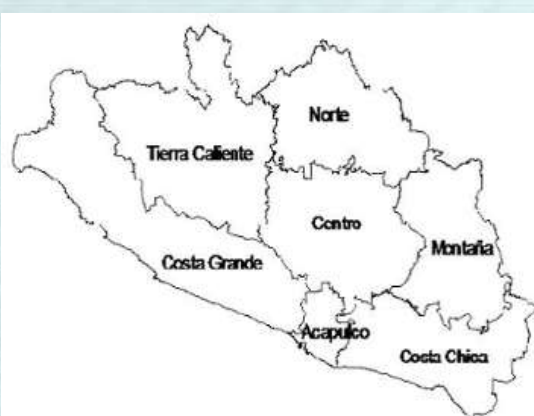 Norte
Tierra Caliente
Centro
Montaña
Costa Grande
Acapulco
Costa Chica